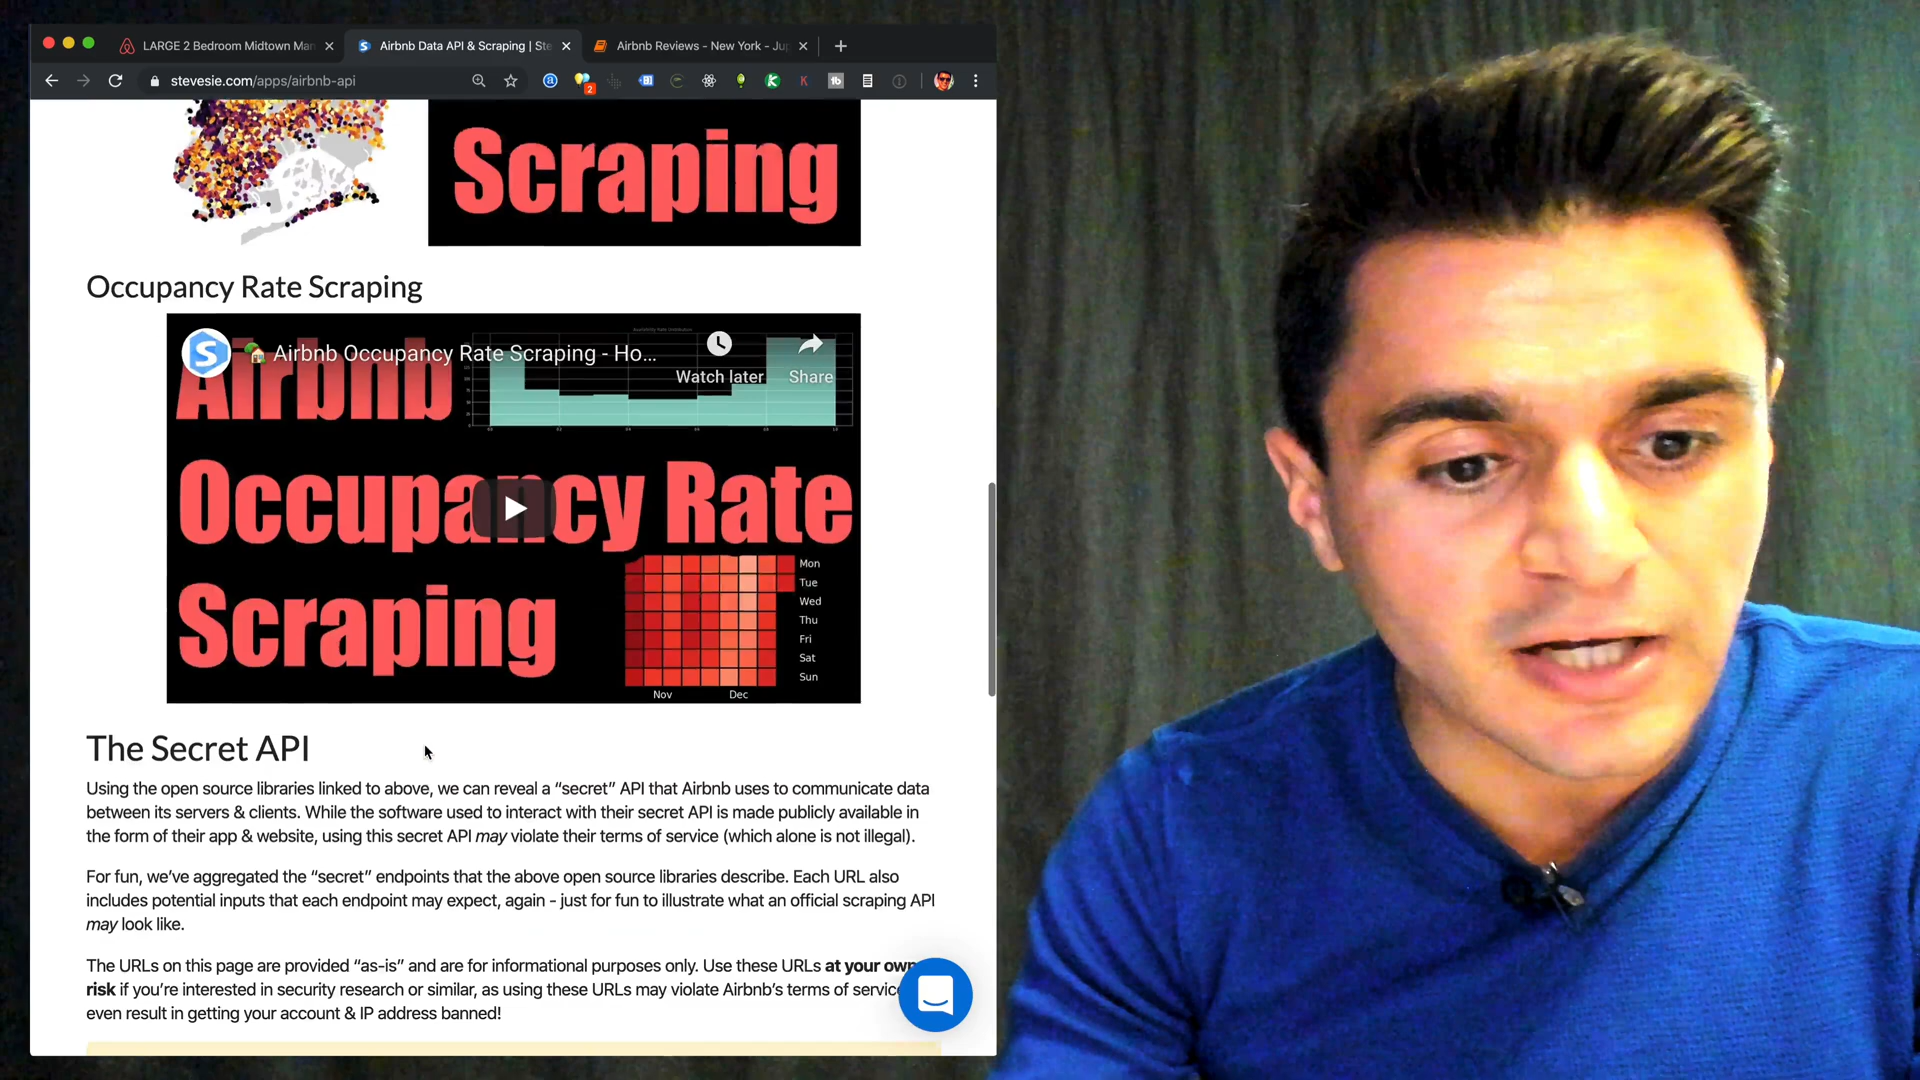 LARGE 2 Bedroom Midtown Man
Airbnb Data API & Scraping | Ste
Airbnb Reviews - New York - Ju
stevesie.com/apps/airbnb-api
2
Scraping
Occupancy Rate Scraping
Airbnb Occupancy Rate Scraping - Ho...
Watch later
Share
Airbnb
Occupancy Rate
Scraping
Mon
Tue
Wed
Thu
Fri
Sat
Sun
Nov Dec
The Secret API
Using the open source libraries linked to above, we can reveal a “secret” API that Airbnb uses to communicate data
between its servers & clients. While the software used to interact with their secret API is made publicly available in
the form of their app & website, using this secret API may violate their terms of service (which alone is not illegal).
For fun, we’ve aggregated the “secret” endpoints that the above open source libraries describe. Each URL also
includes potential inputs that each endpoint may expect, again - just for fun to illustrate what an official scraping API
may look like.
The URLs on this page are provided “as-is” and are for informational purposes only. Use these URLs at your own
risk if you’re interested in security research or similar, as using these URLs may violate Airbnb’s terms of service
even result in getting your account & IP address banned!